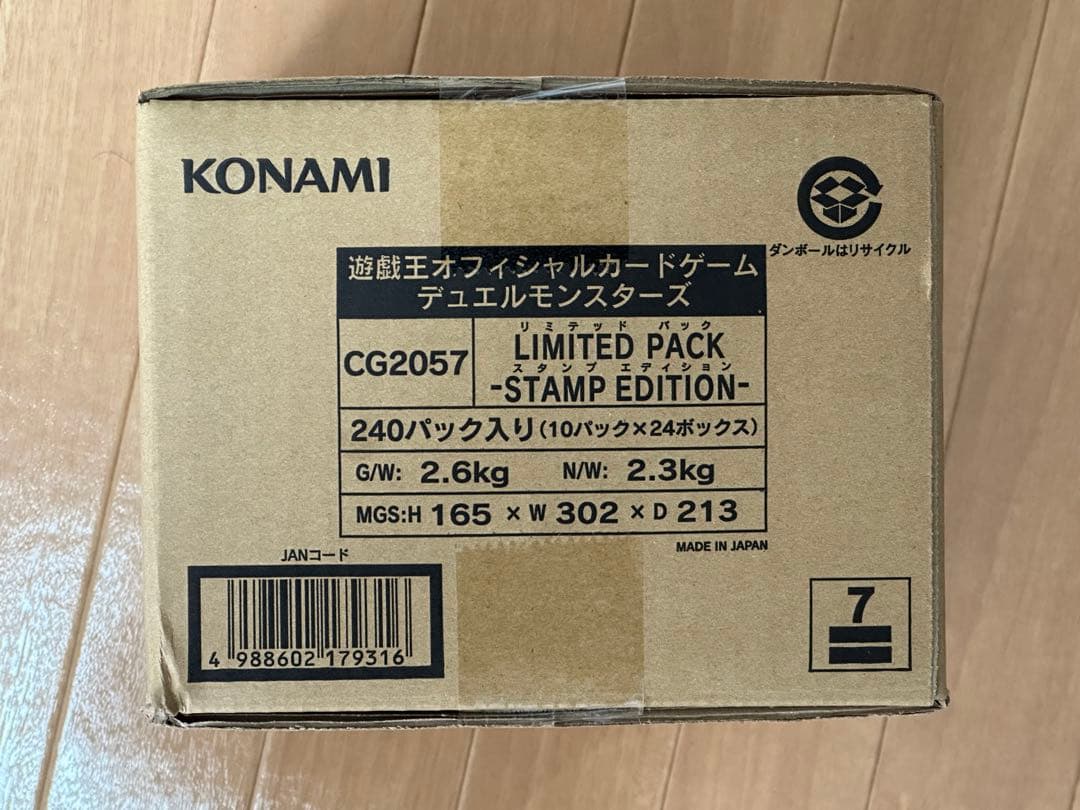 KONAMI
ダンボールはリサイクル
遊戯王オフィシャルカードゲーム
デュエルモンスターズ
CG2057
リミテッド パック
LIMITED PACK
スタンプ エディション
-STAMP EDITION-
240パック入り(10パック×24ボックス)
G/W: 2.6kg N/W: 2.3kg
MGS:H 165 × W 302 × D 213
MADE IN JAPAN
JANコード
4 988602 179316
7